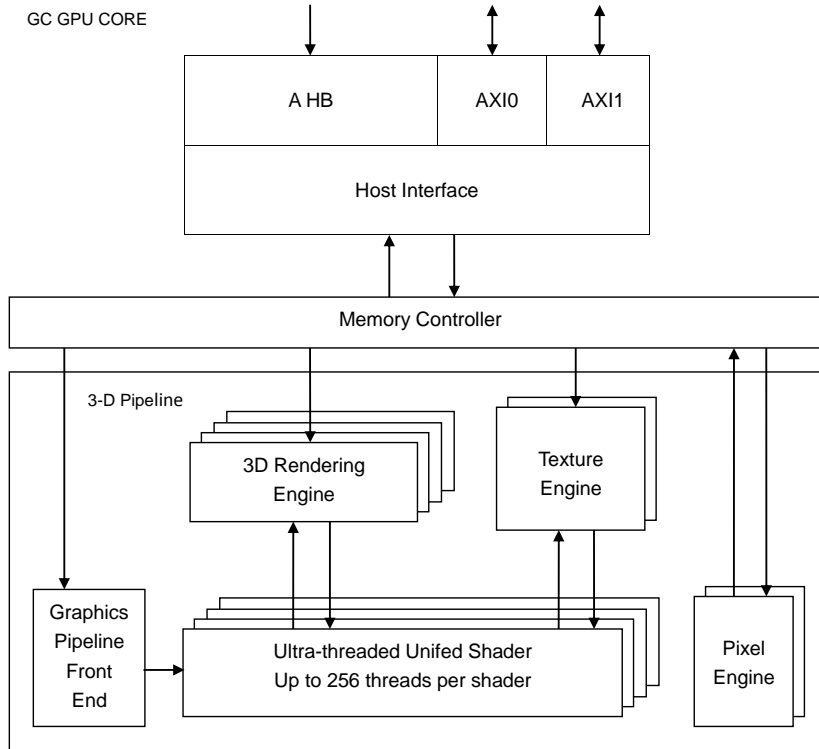 GC GPU CORE
A HB
AXI0
AXI1
Host Interface
Memory Controller
3-D Pipeline
3D Rendering
Engine
Texture
Engine
Graphics
Pipeline
Front
End
Ultra-threaded Unifed Shader
Up to 256 threads per shader
Pixel
Engine